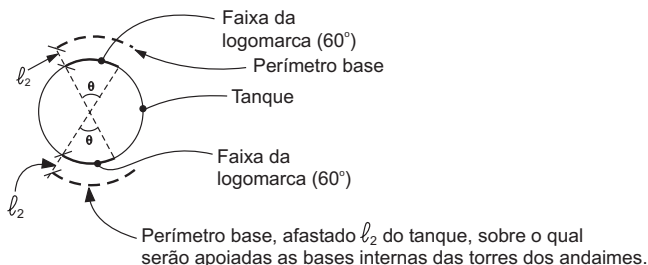 Faixa da
logomarca (60°)
ℓ₂
Perímetro base
θ
Tanque
θ
Faixa da
logomarca (60°)
ℓ₂
Perímetro base, afastado ℓ₂ do tanque, sobre o qual
serão apoiadas as bases internas das torres dos andaimes.